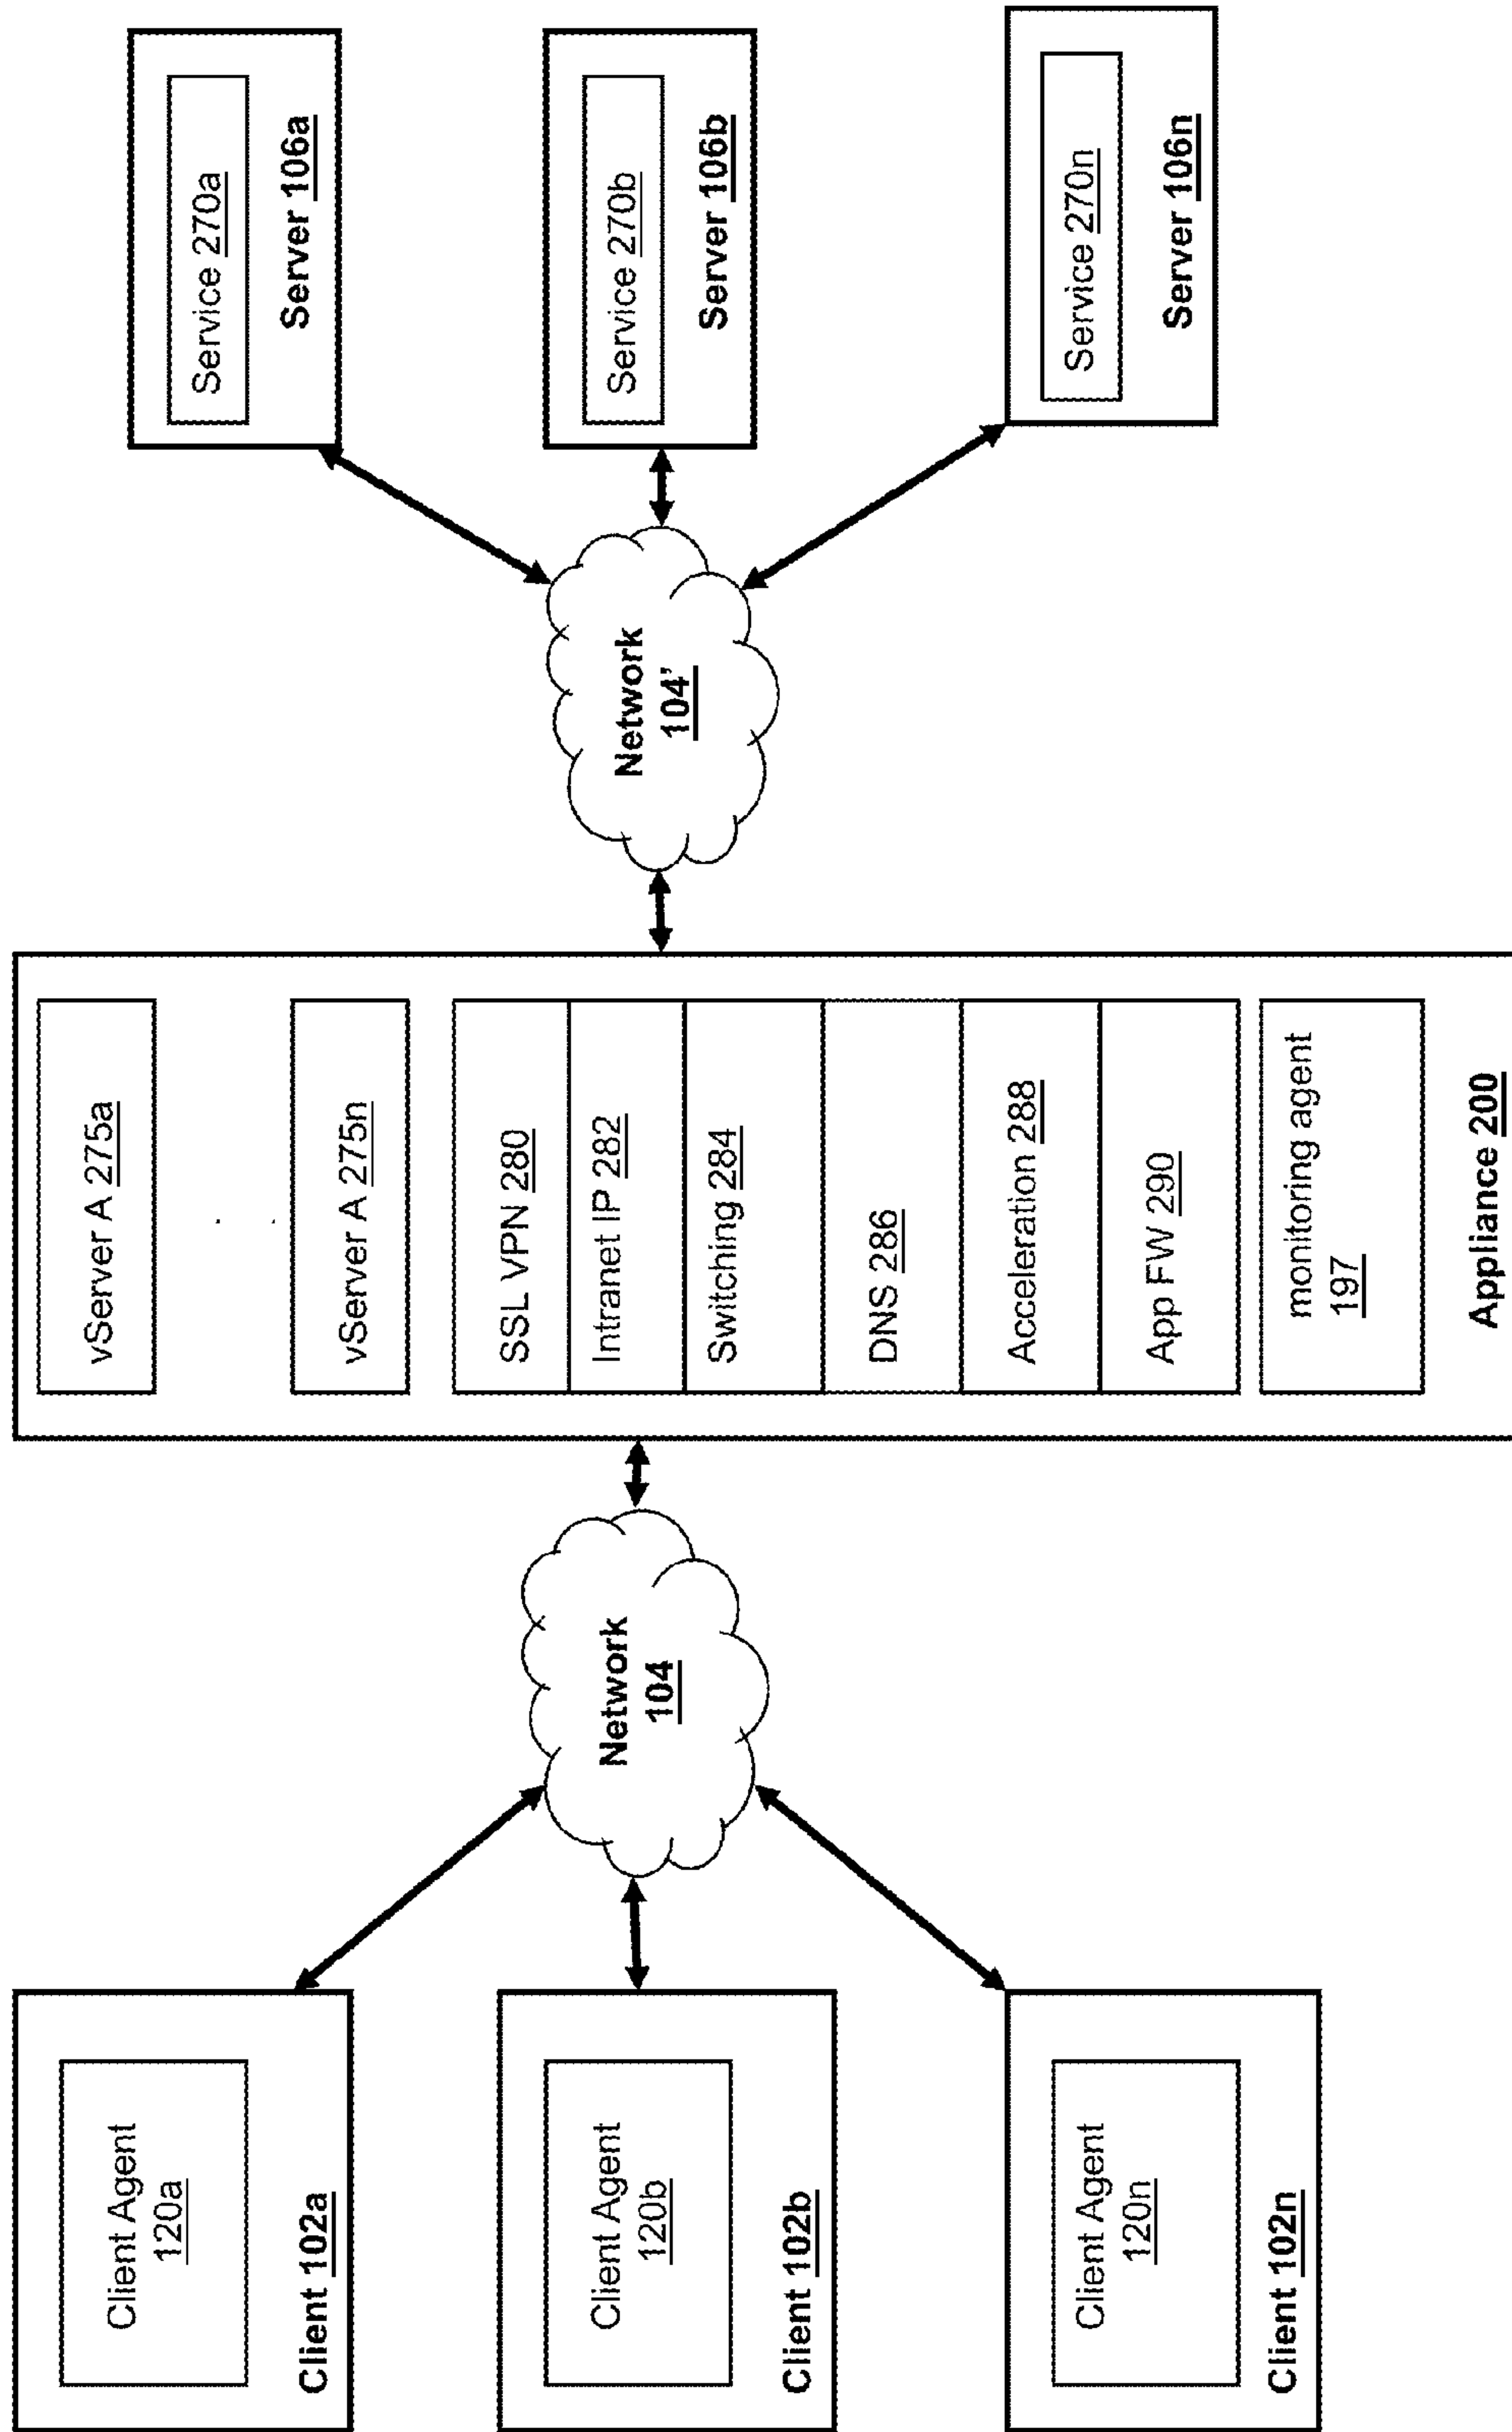 Client Agent
120a
Client 102a
Client Agent
120b
Client 102b
Client Agent
120n
Client 102n
Network
104
vServer A 275a
vServer A 275n
SSL VPN 280
Intranet IP 282
Switching 284
DNS 286
Acceleration 288
App FW 290
monitoring agent
197
Appliance 200
Network
104'
Service 270a
Server 106a
Service 270b
Server 106b
Service 270n
Server 106n